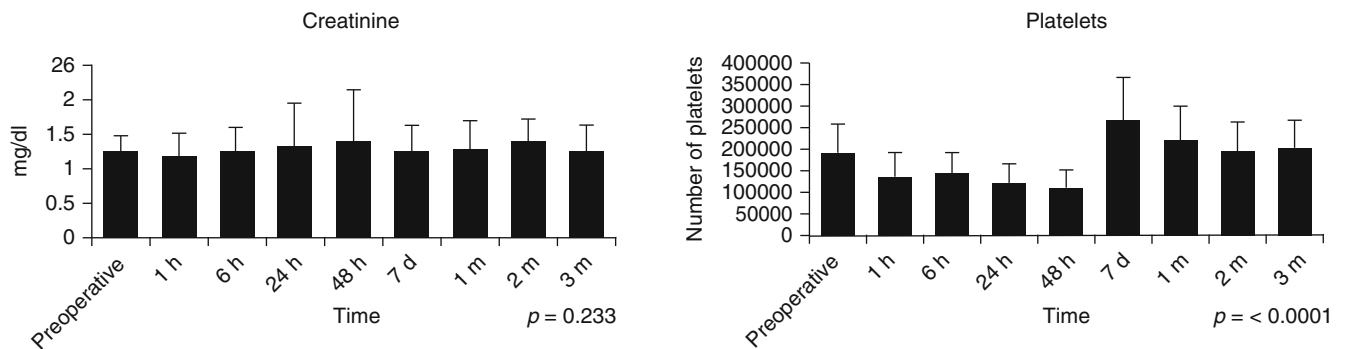 Creatinine
26
2
1.5
1
0.5
0
mg/dl
Preoperative
1 h
6 h
24 h
48 h
7 d
1 m
2 m
3 m
Time
p = 0.233
Platelets
400000
350000
300000
250000
200000
150000
100000
50000
0
Number of platelets
Preoperative
1 h
6 h
24 h
48 h
7 d
1 m
2 m
3 m
Time
p = < 0.0001